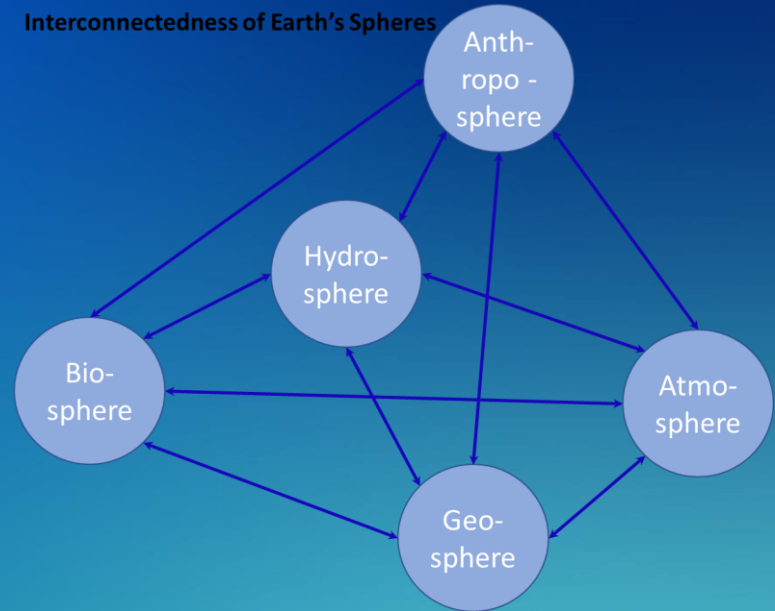 Interconnectedness of Earth's Spheres
Anth-
ropo -
sphere
Hydro-
sphere
Bio-
sphere
Atmo-
sphere
Geo-
sphere